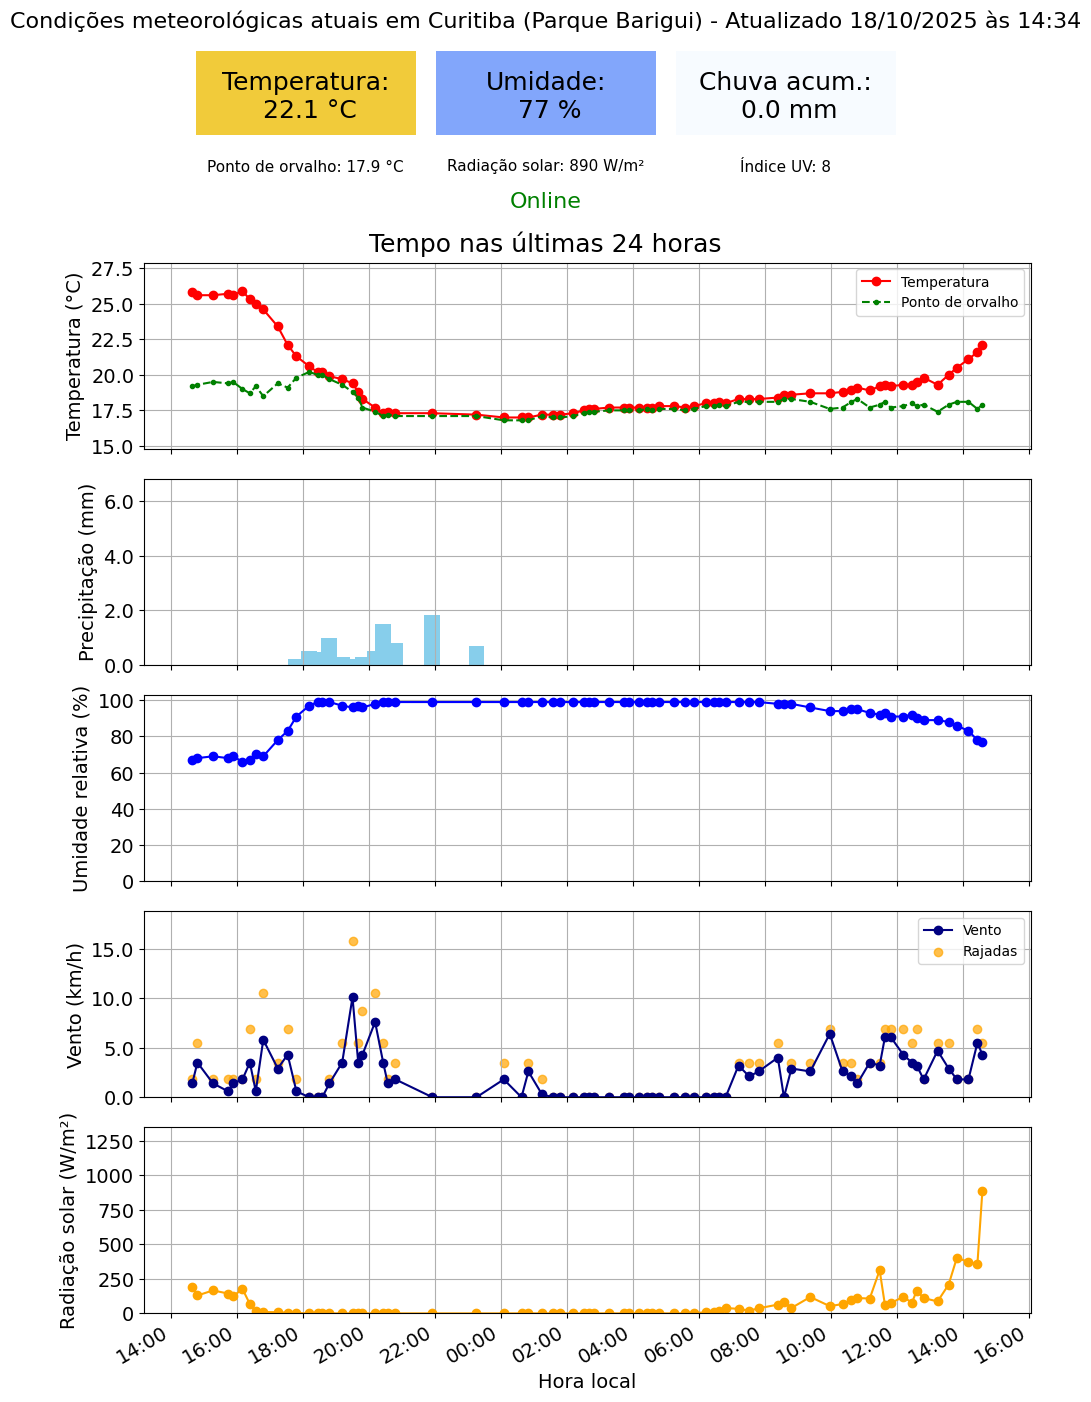 Condições meteorológicas atuais em Curitiba (Parque Barigui) - Atualizado 18/10/2025 às 14:34
Temperatura:
22.1 °C
Umidade:
77 %
Chuva acum.:
0.0 mm
Ponto de orvalho: 17.9 °C
Radiação solar: 890 W/m²
Índice UV: 8
Online
Tempo nas últimas 24 horas
Temperatura (°C)
27.5
25.0
22.5
20.0
17.5
15.0
Temperatura
Ponto de orvalho
Precipitação (mm)
6.0
4.0
2.0
0.0
Umidade relativa (%)
100
80
60
40
20
0
Vento (km/h)
15.0
10.0
5.0
0.0
Vento
Rajadas
Radiação solar (W/m²)
1250
1000
750
500
250
0
14:00
16:00
18:00
20:00
22:00
00:00
02:00
04:00
06:00
08:00
10:00
12:00
14:00
16:00
Hora local